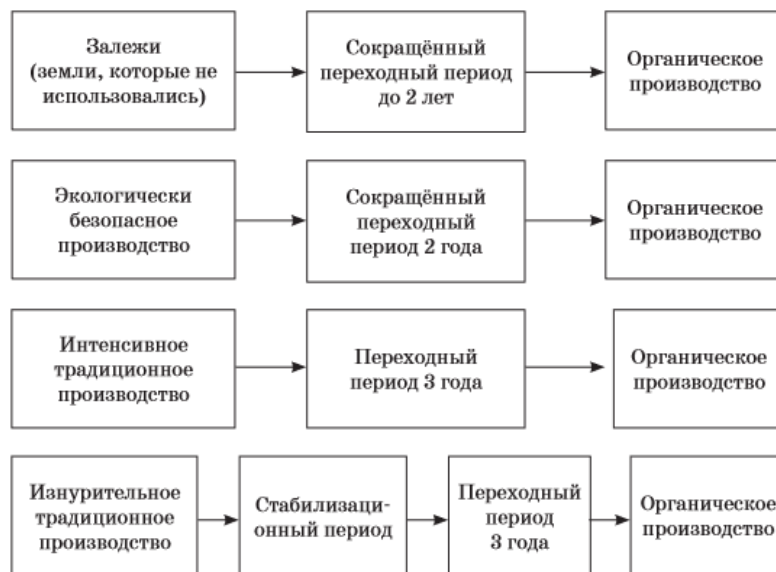 Залежи
(земли, которые не
использовались)
Сокращённый
переходный период
до 2 лет
Органическое
производство
Экологически
безопасное
производство
Сокращённый
переходный
период 2 года
Органическое
производство
Интенсивное
традиционное
производство
Переходный
период 3 года
Органическое
производство
Изнурительное
традиционное
производство
Стабилизаци-
онный период
Переходный
период
3 года
Органическое
производство